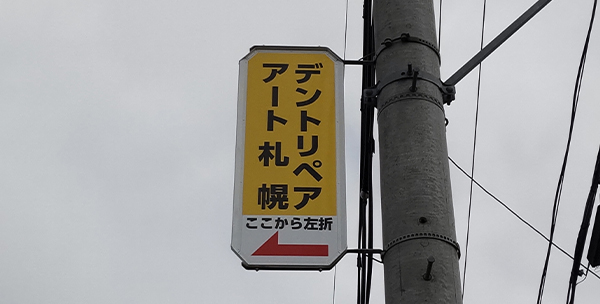 デントリペア
アート札幌
ここから左折